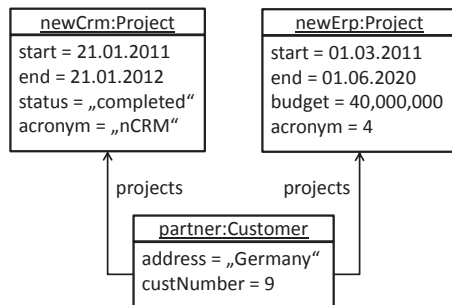 newCrm:Project
start = 21.01.2011
end = 21.01.2012
status = „completed“
acronym = „nCRM“
newErp:Project
start = 01.03.2011
end = 01.06.2020
budget = 40,000,000
acronym = 4
projects
projects
partner:Customer
address = „Germany“
custNumber = 9